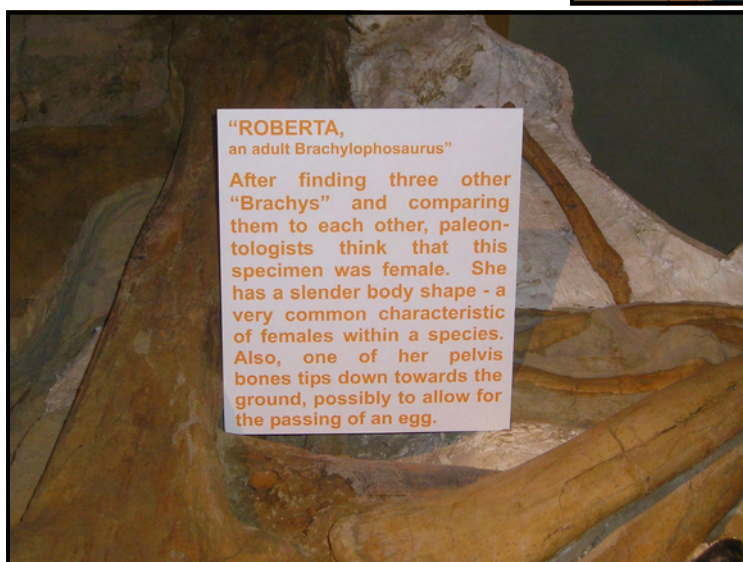 “ROBERTA,
an adult Brachylophosaurus”
After finding three other
“Brachys” and comparing
them to each other, paleon-
tologists think that this
specimen was female. She
has a slender body shape - a
very common characteristic
of females within a species.
Also, one of her pelvis
bones tips down towards the
ground, possibly to allow for
the passing of an egg.